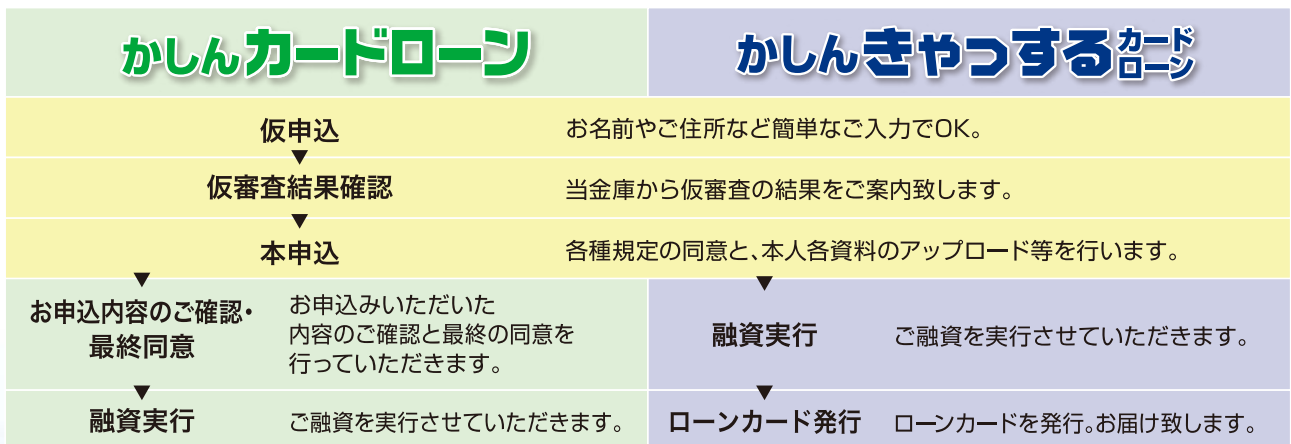 かしんカードローン
かしんきゃっするカードローン
仮申込
お名前やご住所など簡単なご入力でOK。
▼
仮審査結果確認
当金庫から仮審査の結果をご案内致します。
▼
本申込
各種規定の同意と、本人各資料のアップロード等を行います。
▼
お申込内容のご確認・
最終同意
お申込みいただいた
内容のご確認と最終の同意を
行っていただきます。
▼
融資実行
ご融資を実行させていただきます。
▼
融資実行
ご融資を実行させていただきます。
▼
ローンカード発行
ローンカードを発行。お届け致します。